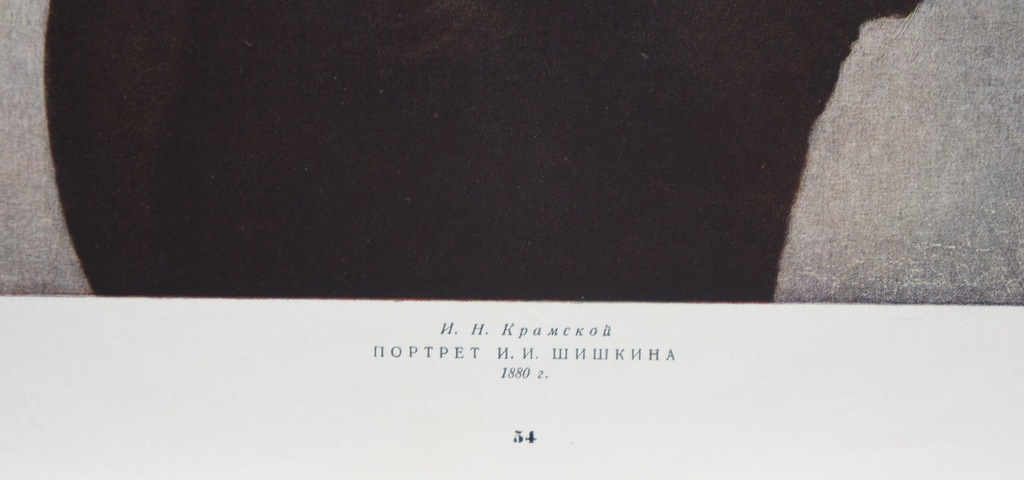 И. Н. Крамской
ПОРТРЕТ И. И. ШИШКИНА
1880 г.
54